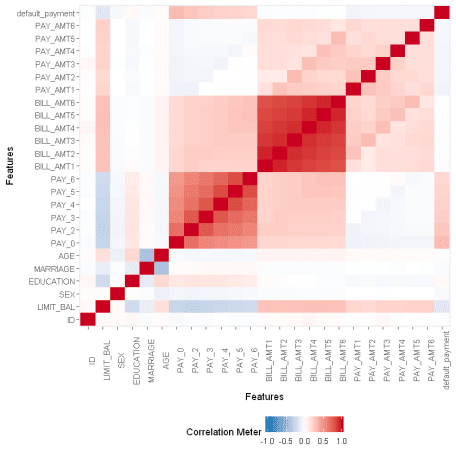 default_payment
PAY_AMT6
PAY_AMT5
PAY_AMT4
PAY_AMT3
PAY_AMT2
PAY_AMT1
BILL_AMT6
BILL_AMT5
BILL_AMT4
BILL_AMT3
BILL_AMT2
BILL_AMT1
PAY_6
PAY_5
PAY_4
PAY_3
PAY_2
PAY_0
AGE
MARRIAGE
EDUCATION
SEX
LIMIT_BAL
ID
Features
ID
LIMIT_BAL
SEX
EDUCATION
MARRIAGE
AGE
PAY_0
PAY_2
PAY_3
PAY_4
PAY_5
PAY_6
BILL_AMT1
BILL_AMT2
BILL_AMT3
BILL_AMT4
BILL_AMT5
BILL_AMT6
PAY_AMT1
PAY_AMT2
PAY_AMT3
PAY_AMT4
PAY_AMT5
PAY_AMT6
default_payment
Features
Correlation Meter
-1.0 -0.5 0.0 0.5 1.0